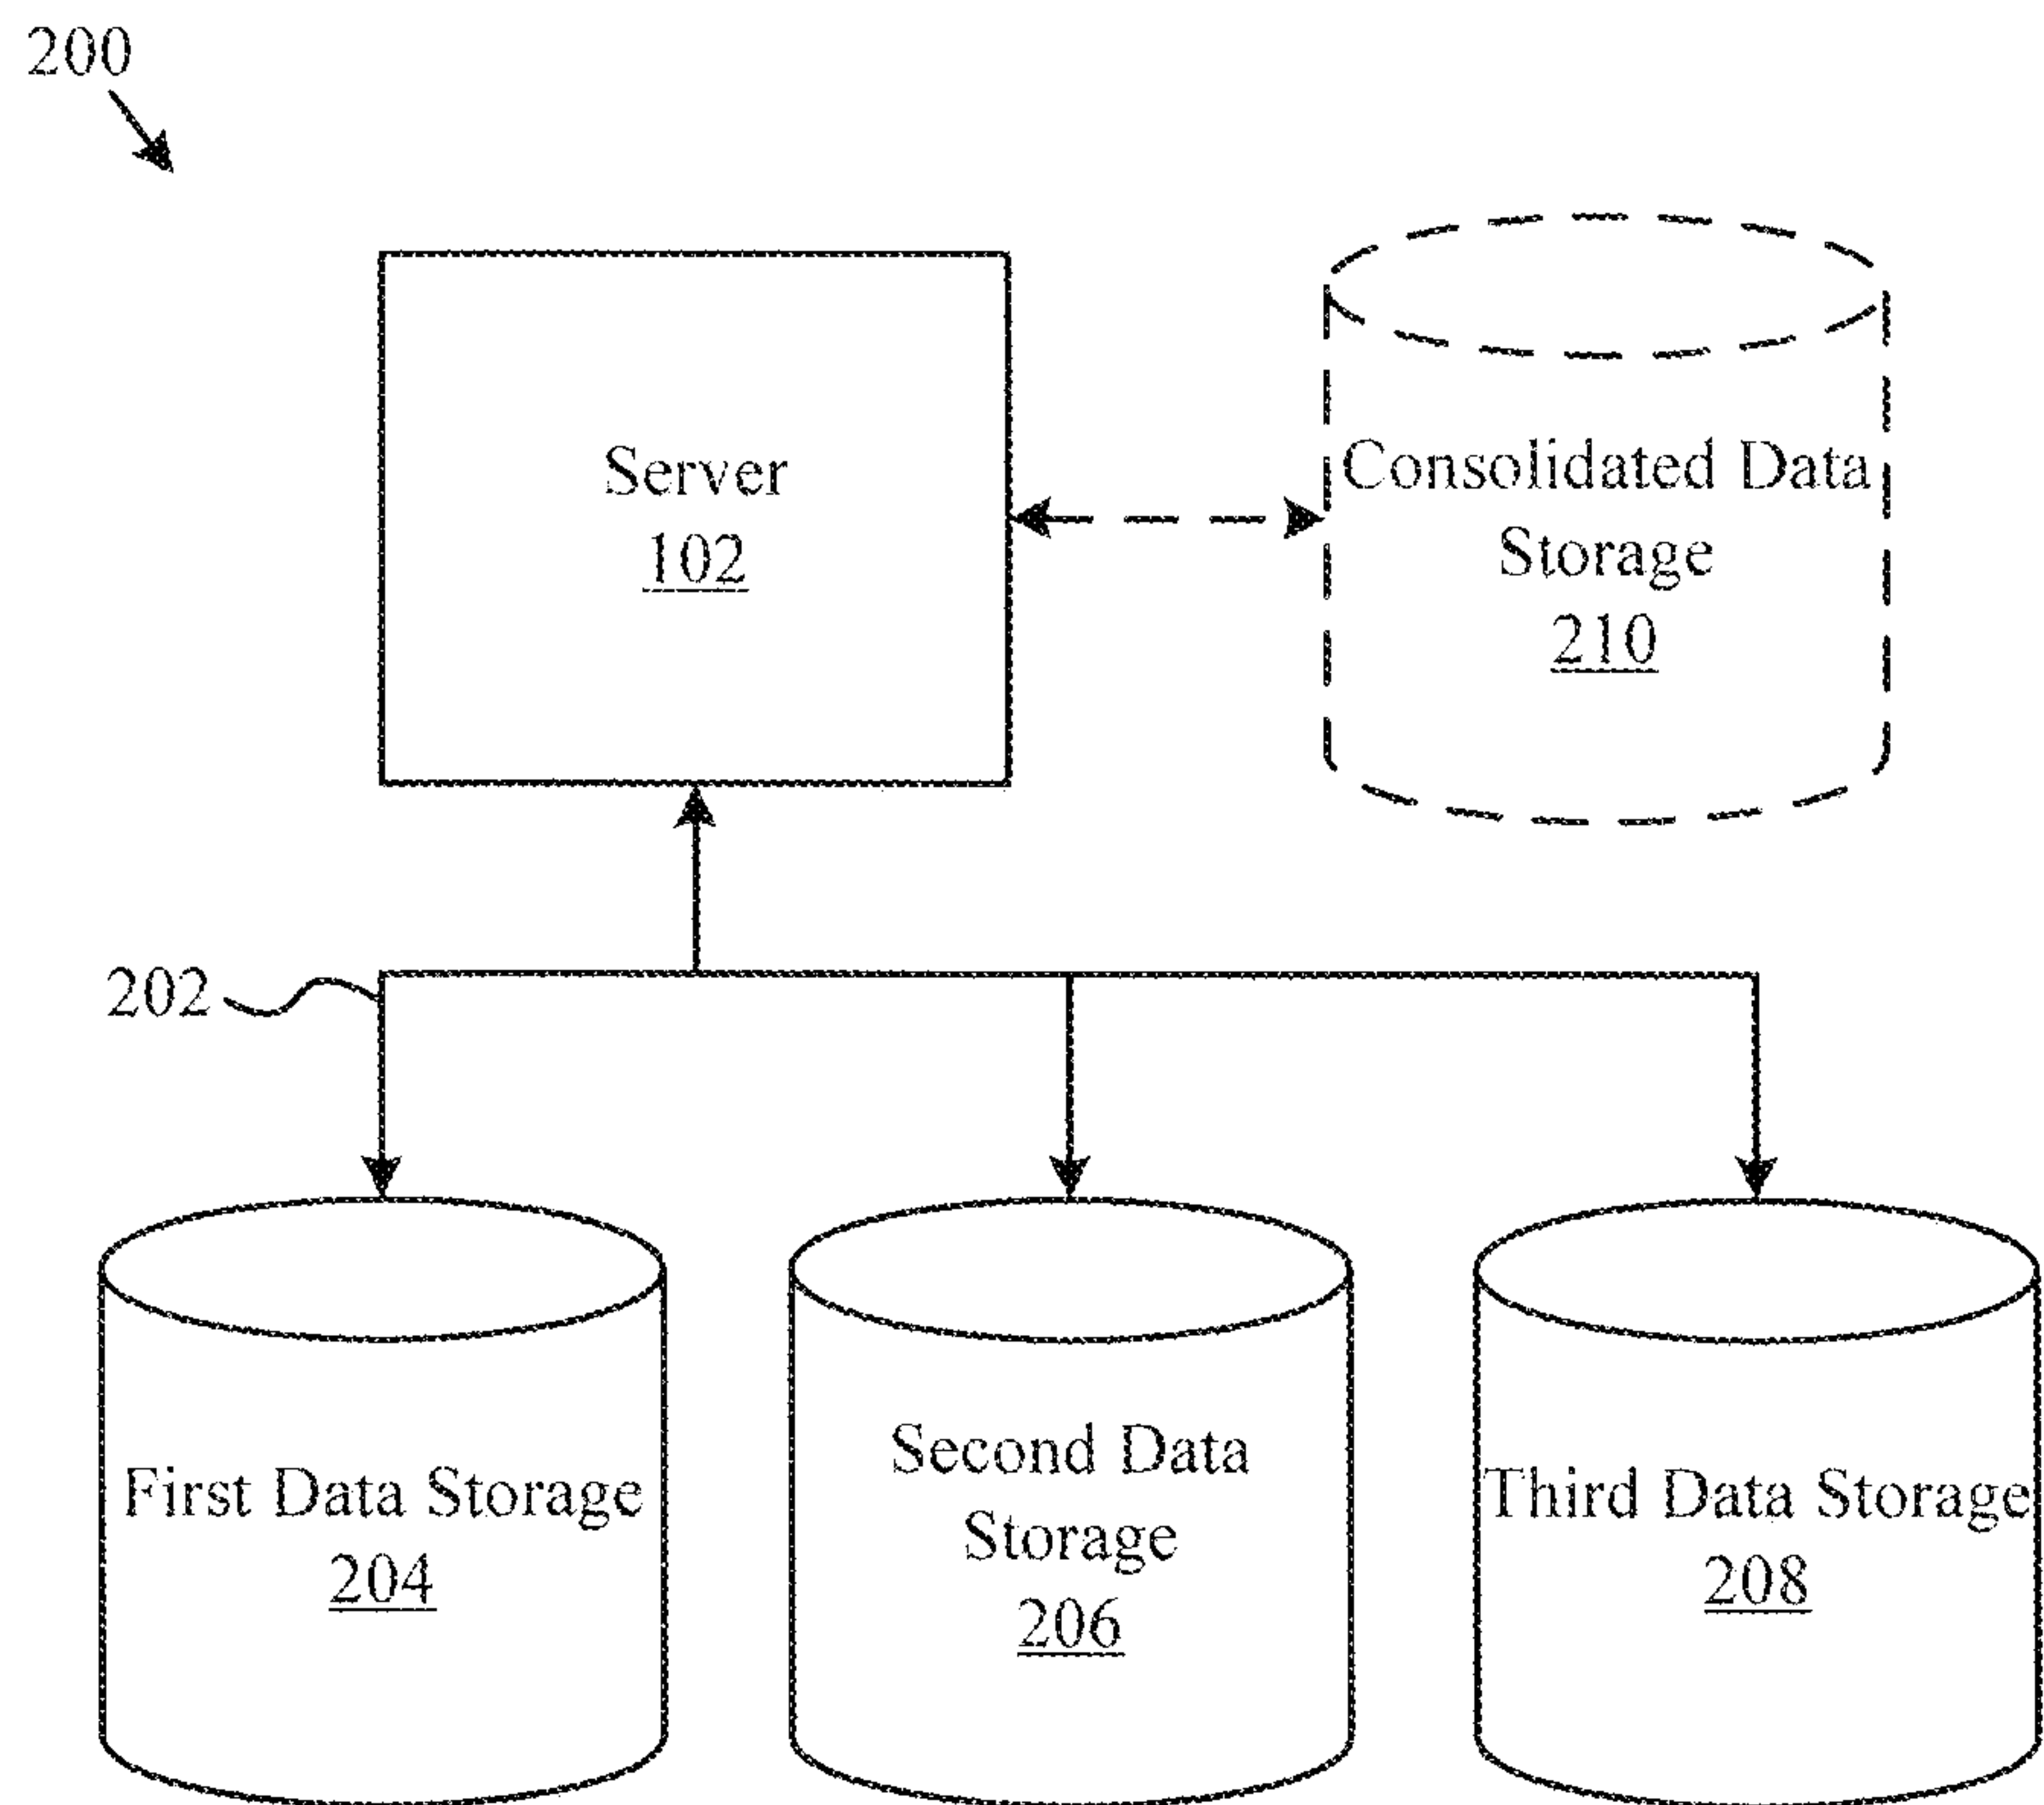 200
Server
102
Consolidated Data
Storage
210
202
First Data Storage
204
Second Data
Storage
206
Third Data Storage
208